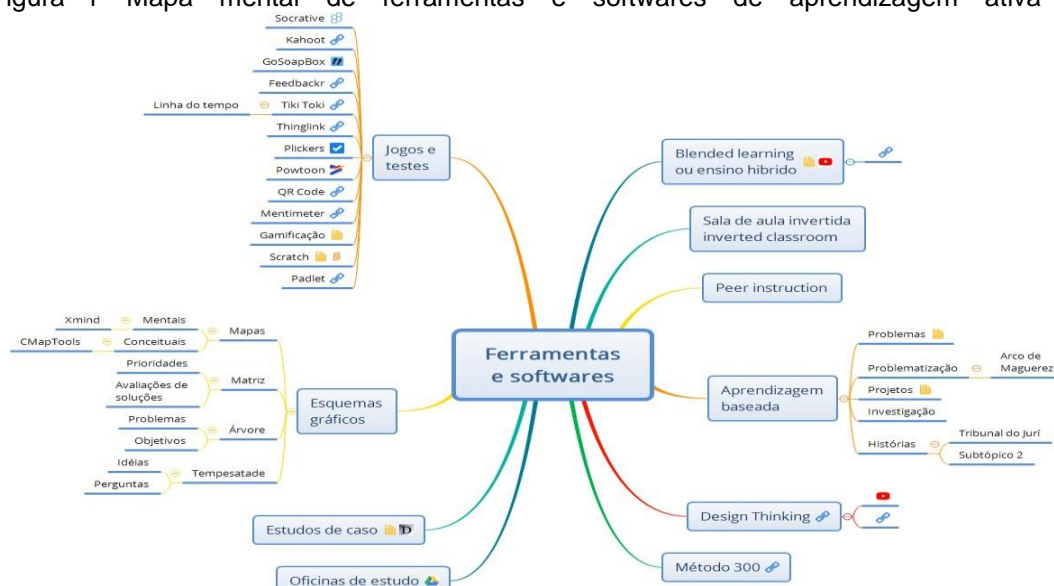 Figura 1 Mapa mental de ferramentas e softwares de aprendizagem ativa
Socrative
Kahoot
GoSoapBox
Feedbackr
Linha do tempo
Tiki Toki
Thinglink
Plickers
Powtoon
QR Code
Mentimeter
Gamificação
Scratch
Padlet
Jogos e
testes
Xmind
Mentais
CMapTools
Conceituais
Mapas
Prioridades
Avaliações de
soluções
Matriz
Problemas
Objetivos
Árvore
Idéias
Perguntas
Tempesatade
Esquemas
gráficos
Estudos de caso
Oficinas de estudo
Ferramentas
e softwares
Blended learning
ou ensino hibrido
Sala de aula invertida
inverted classroom
Peer instruction
Aprendizagem
baseada
Problemas
Problematização
Arco de
Maguerez
Projetos
Investigação
Histórias
Tribunal do Jurí
Subtópico 2
Design Thinking
Método 300